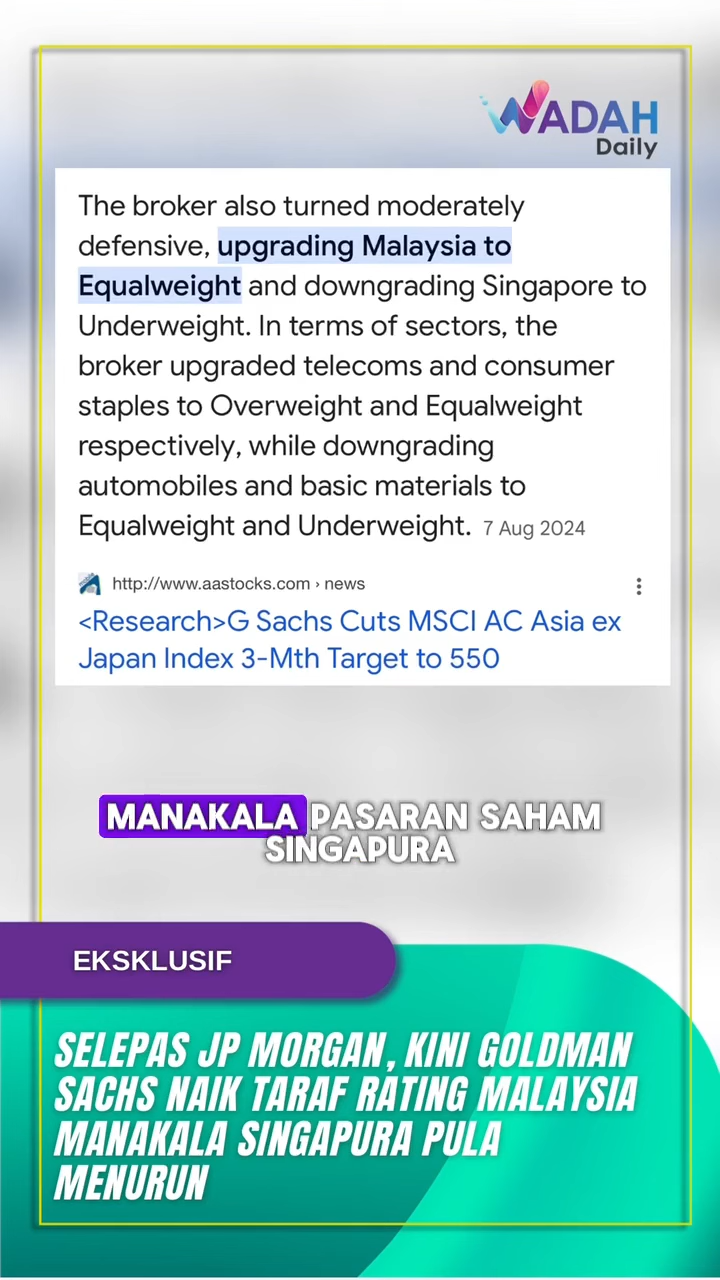 WADAH
Daily
The broker also turned moderately
defensive, upgrading Malaysia to
Equalweight and downgrading Singapore to
Underweight. In terms of sectors, the
broker upgraded telecoms and consumer
staples to Overweight and Equalweight
respectively, while downgrading
automobiles and basic materials to
Equalweight and Underweight. 7 Aug 2024
http://www.aastocks.com › news
<Research>G Sachs Cuts MSCI AC Asia ex
Japan Index 3-Mth Target to 550
MANAKALA PASARAN SAHAM
SINGAPURA
EKSKLUSIF
SELEPAS JP MORGAN, KINI GOLDMAN
SACHS NAIK TARAF RATING MALAYSIA
MANAKALA SINGAPURA PULA
MENURUN